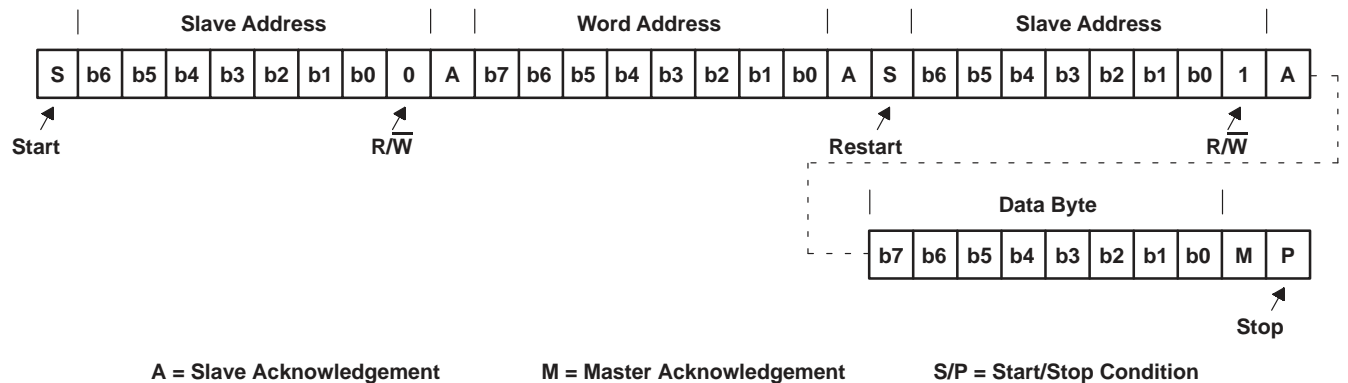 Slave Address Word Address Slave Address
S b6 b5 b4 b3 b2 b1 b0 0 A b7 b6 b5 b4 b3 b2 b1 b0 A S b6 b5 b4 b3 b2 b1 b0 1 A
Start R/W̅ Restart R/W̅
Data Byte
b7 b6 b5 b4 b3 b2 b1 b0 M P
Stop
A = Slave Acknowledgement M = Master Acknowledgement S/P = Start/Stop Condition